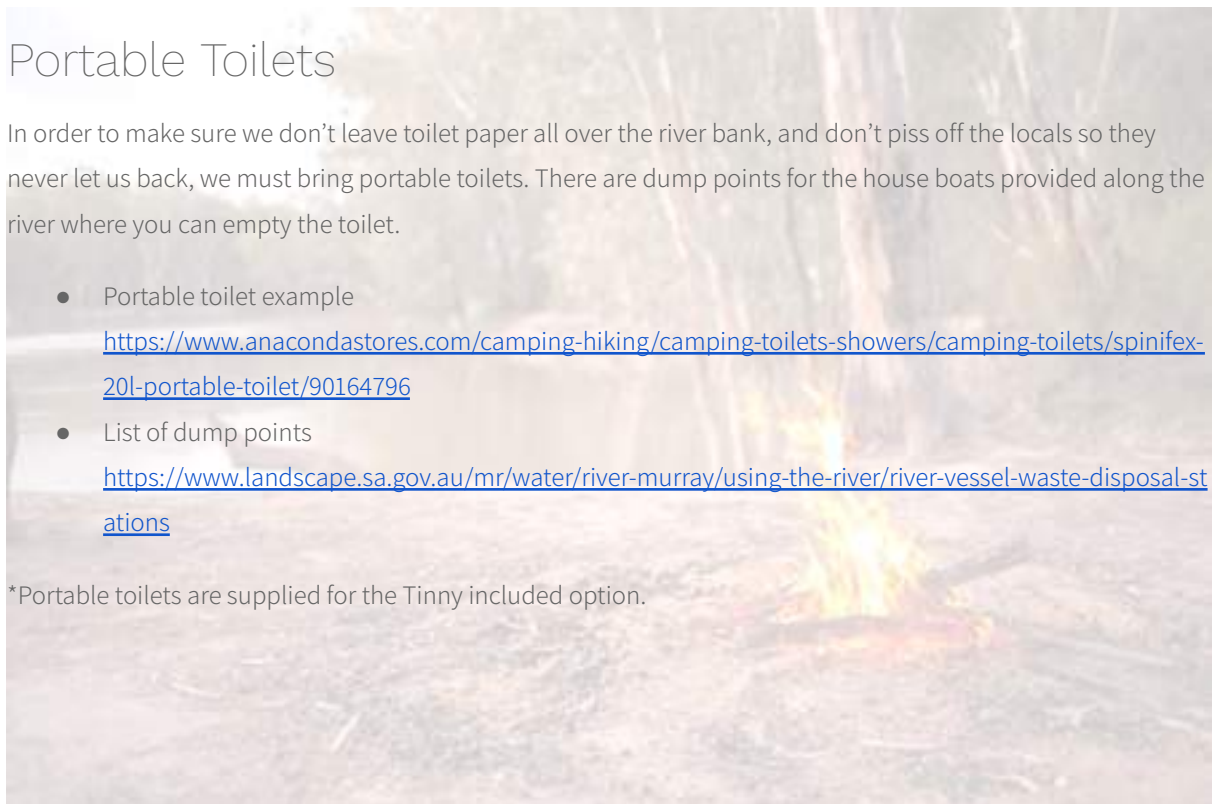 Portable Toilets
In order to make sure we don’t leave toilet paper all over the river bank, and don’t piss off the locals so they
never let us back, we must bring portable toilets. There are dump points for the house boats provided along the
river where you can empty the toilet.
● Portable toilet example
https://www.anacondastores.com/camping-hiking/camping-toilets-showers/camping-toilets/spinifex-
20l-portable-toilet/90164796
● List of dump points
https://www.landscape.sa.gov.au/mr/water/river-murray/using-the-river/river-vessel-waste-disposal-st
ations
*Portable toilets are supplied for the Tinny included option.